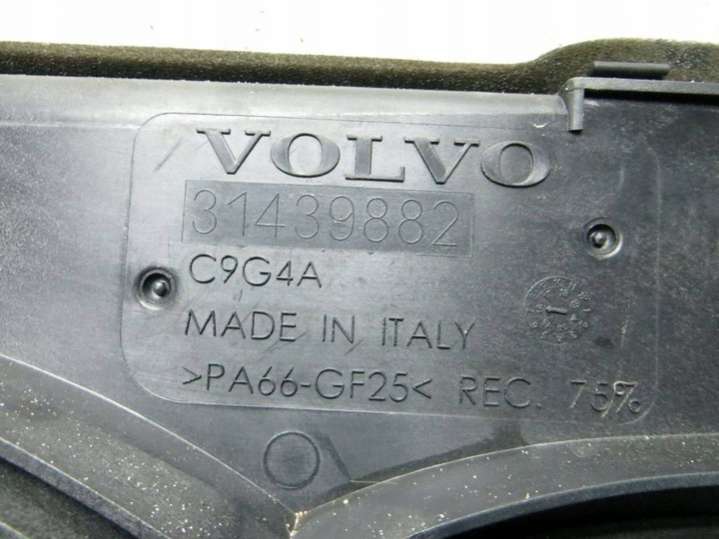 VOLVO
31439882
C9G4A
MADE IN ITALY
>PA66-GF25< REC. 75%